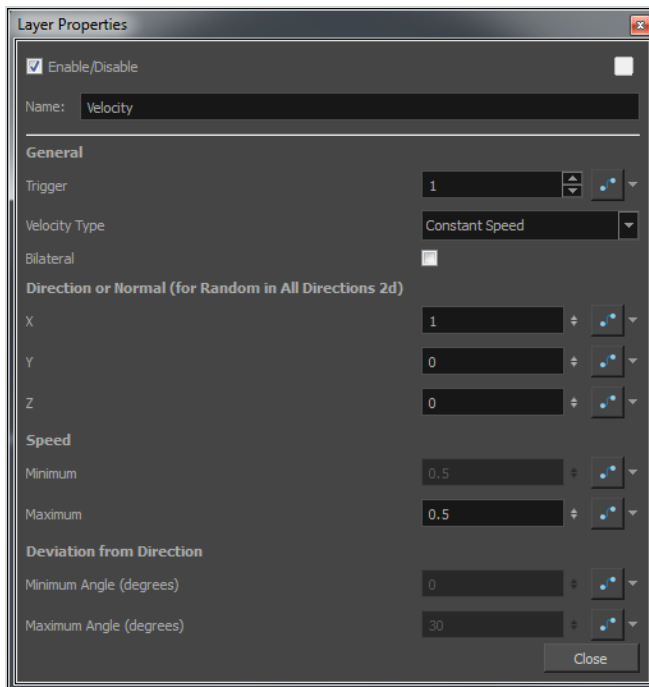 Layer Properties
Enable/Disable
Name: Velocity
General
Trigger 1
Velocity Type Constant Speed
Bilateral
Direction or Normal (for Random in All Directions 2d)
X 1
Y 0
Z 0
Speed
Minimum 0.5
Maximum 0.5
Deviation from Direction
Minimum Angle (degrees) 0
Maximum Angle (degrees) 30
Close